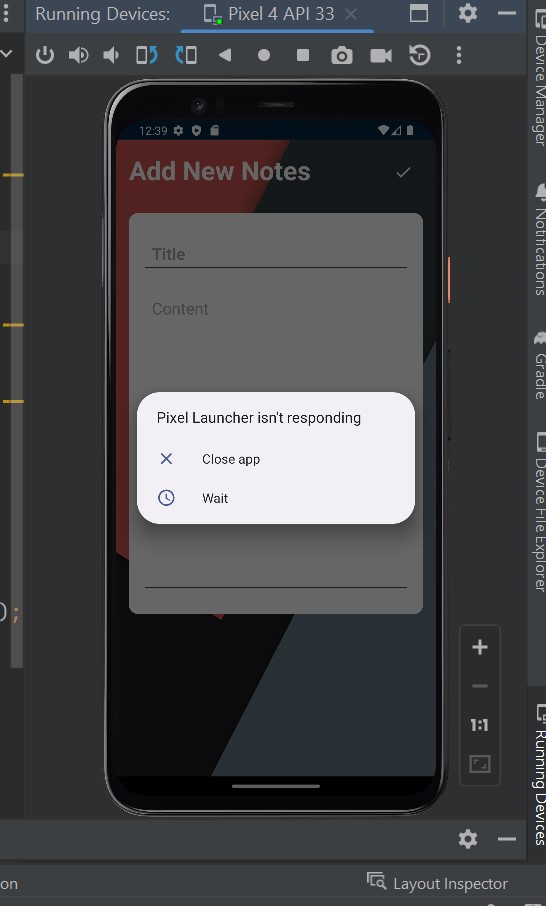 Running Devices:
Pixel 4 API 33
12:39
Add New Notes
Title
Content
Pixel Launcher isn't responding
Close app
Wait
);
1:1
Device Manager
Notifications
Gradle
Device File Explorer
Running Devices
on
Layout Inspector